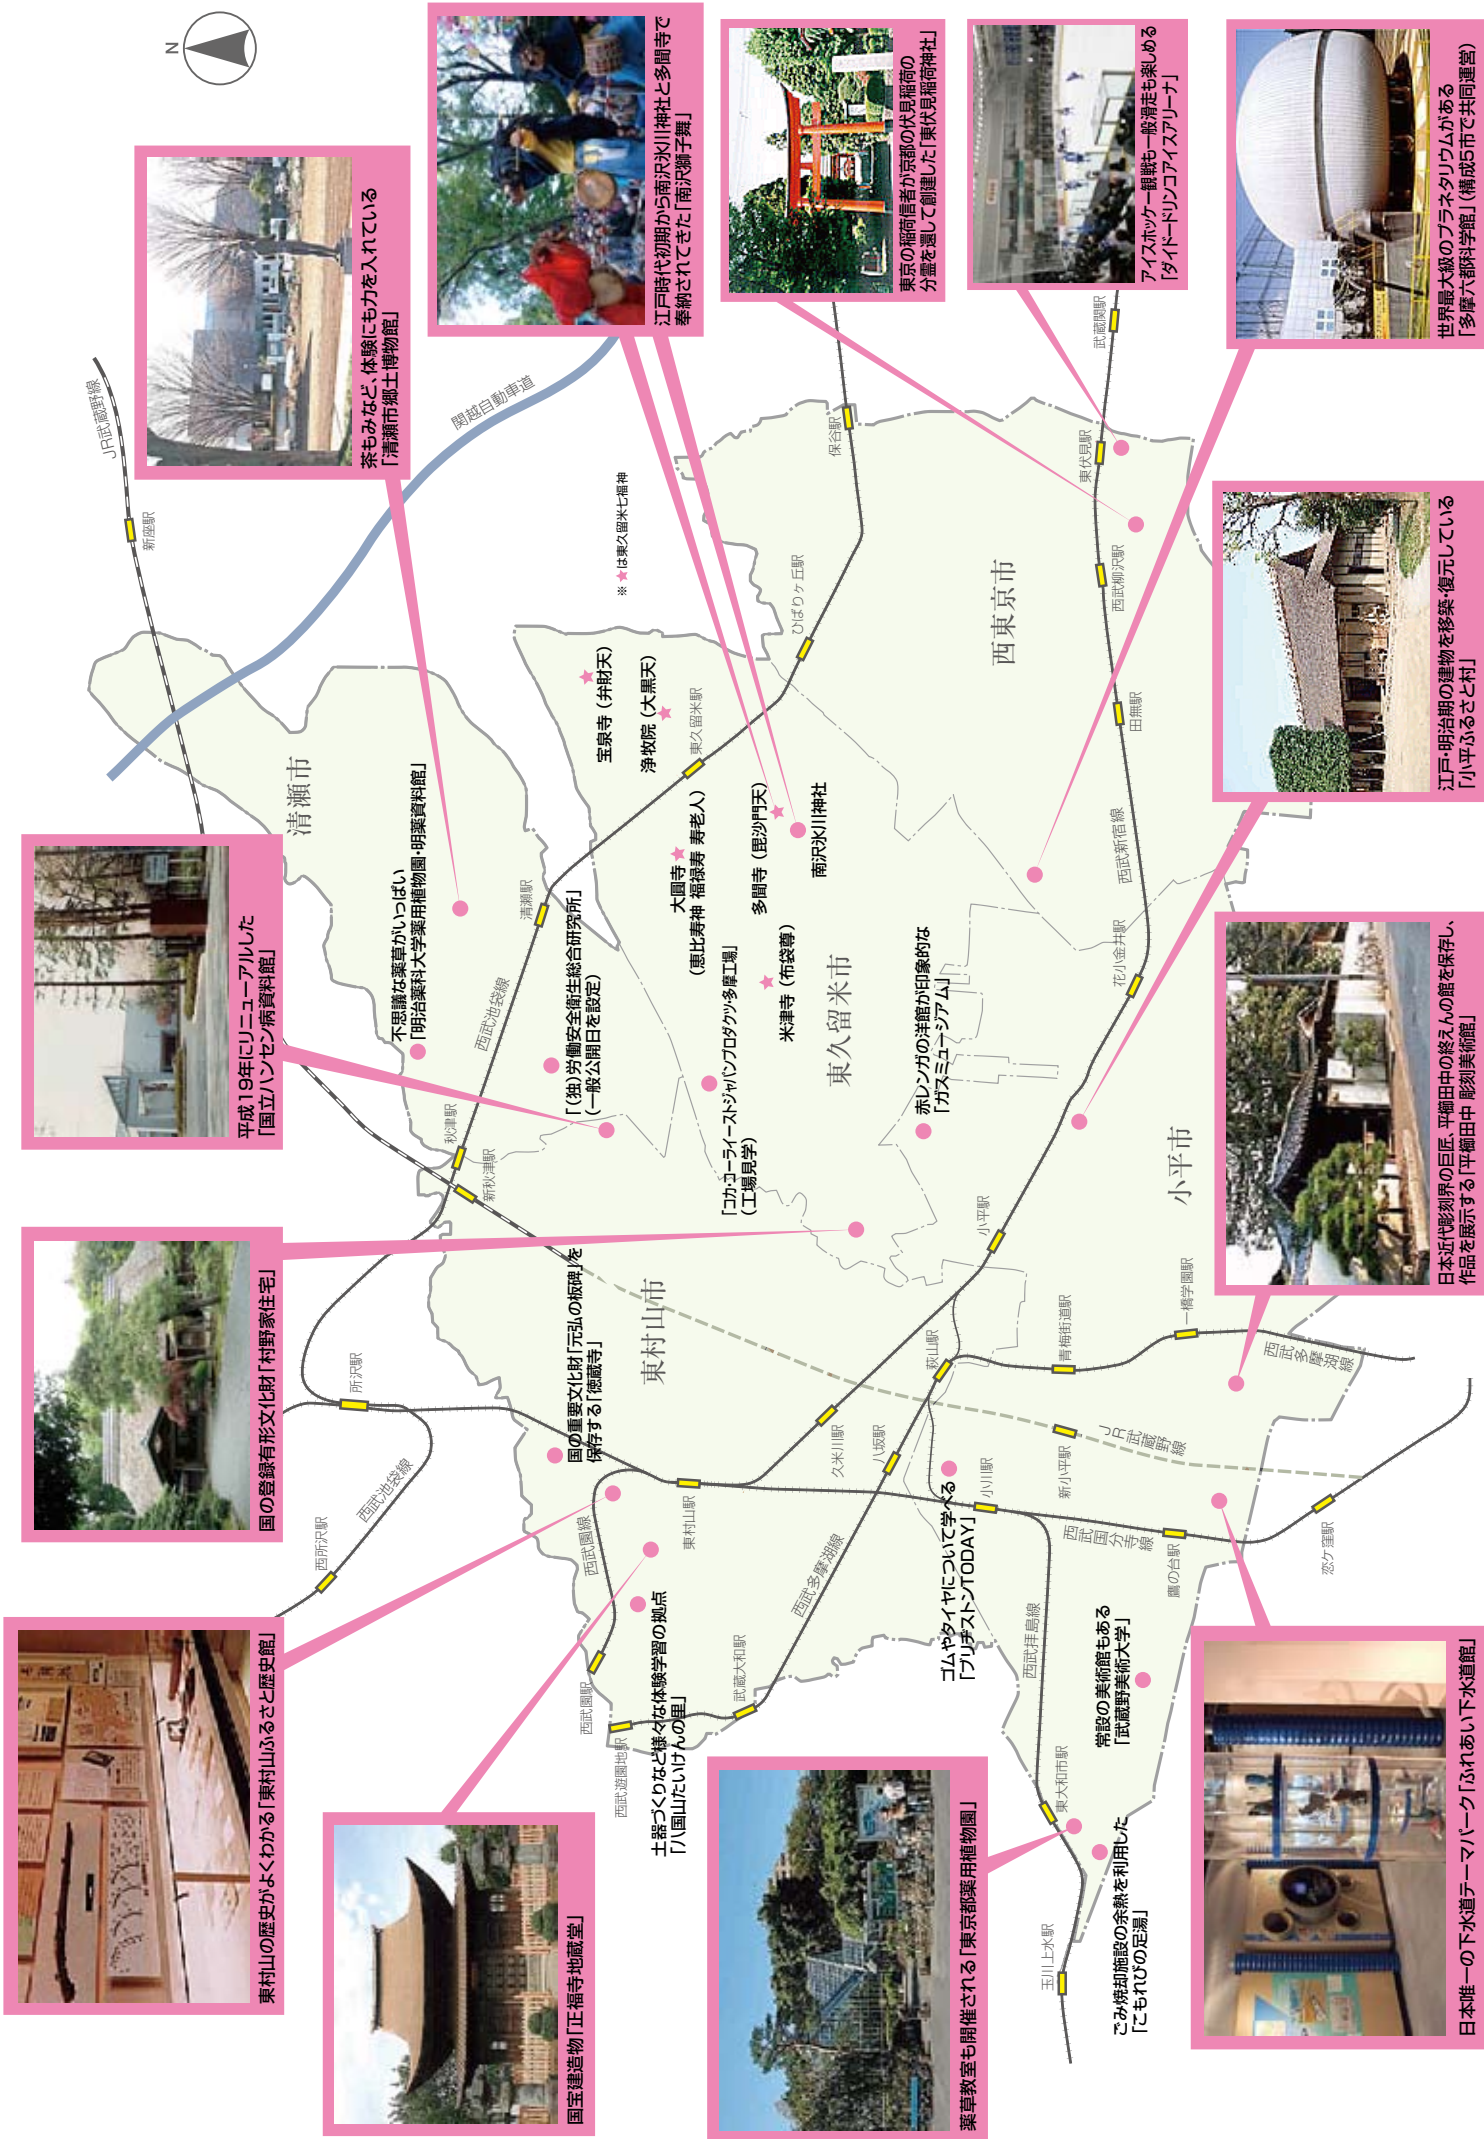 N
東村山の歴史がよくわかる「東村山ふるさと歴史館」
国の登録有形文化財「村野家住宅」
平成19年にリニューアルした
「国立ハンセン病資料館」
茶もみなど、体験にも力を入れている
「清瀬市郷土博物館」
江戸時代初期から南沢氷川神社と多聞寺で
奉納されてきた「南沢獅子舞」
東京の稲荷信者が京都の伏見稲荷の
分霊を遷して創建した「東伏見稲荷神社」
アイスホッケー観戦も一般滑走も楽しめる
「ダイドードリンコアイスアリーナ」
世界最大級のプラネタリウムがある
「多摩六都科学館」(構成5市で共同運営)
江戸・明治期の建物を移築・復元している
「小平ふるさと村」
日本近代彫刻界の巨匠、平櫛田中の終えんの館を保存し、
作品を展示する「平櫛田中 彫刻美術館」
日本唯一の下水道テーマパーク「ふれあい下水道館」
薬草教室も開催される「東京都薬用植物園」
国宝建造物「正福寺地蔵堂」
JR武蔵野線
新座駅
関越自動車道
※★は東久留米七福神
清瀬市
不思議な薬草がいっぱい
「明治薬科大学薬用植物園・明薬資料館」
西武池袋線
清瀬駅
秋津駅
新秋津駅
「(独)労働安全衛生総合研究所」
(一般公開日を設定)
宝泉寺(弁財天)
浄牧院(大黒天)
東久留米駅
大圓寺
(恵比寿神 福禄寿 寿老人)
多聞寺(毘沙門天)
南沢氷川神社
米津寺(布袋尊)
「コカ・コーライーストジャパンプロダクツ・多摩工場」
(工場見学)
東久留米市
赤レンガの洋館が印象的な
「ガスミュージアム」
ひばりヶ丘駅
保谷駅
西東京市
武蔵関駅
東伏見駅
西武柳沢駅
田無駅
西武新宿線
花小金井駅
小平市
小平駅
所沢駅
西所沢駅
西武池袋線
国の重要文化財「元弘の板碑」を
保存する「徳蔵寺」
東村山市
西武園線
東村山駅
西武園駅
西武遊園地駅
土器づくりなど様々な体験学習の拠点
「八国山たいけんの里」
武蔵大和駅
西武多摩湖線
久米川駅
八坂駅
萩山駅
青梅街道駅
一橋学園駅
西武多摩湖線
小川駅
新小平駅
JR武蔵野線
ゴムやタイヤについて学べる
「ブリヂストンTODAY」
西武国分寺線
鷹の台駅
恋ケ窪駅
西武拝島線
常設の美術館もある
「武蔵野美術大学」
東大和市駅
玉川上水駅
ごみ焼却施設の余熱を利用した
「こもれびの足湯」